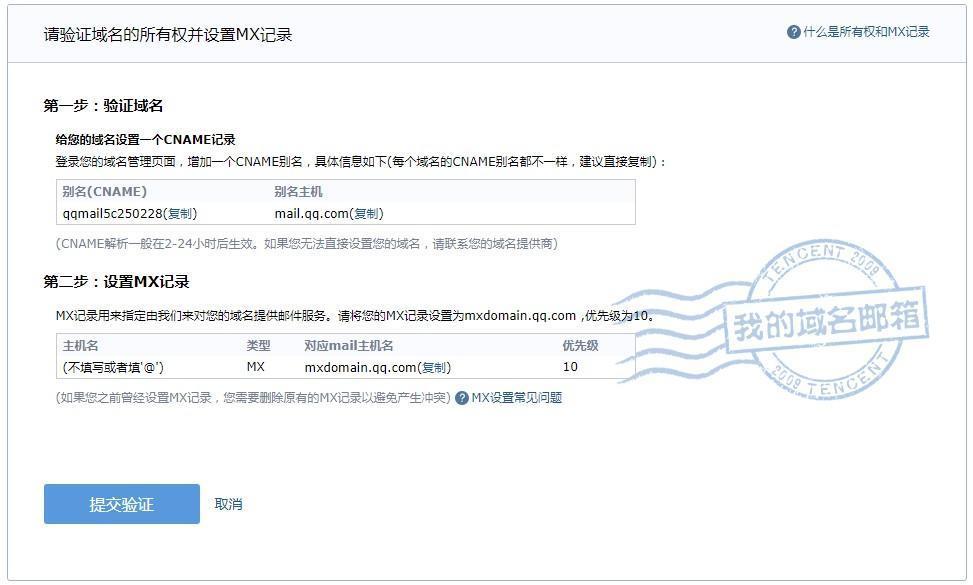 请验证域名的所有权并设置MX记录
? 什么是所有权和MX记录
第一步：验证域名
给您的域名设置一个CNAME记录
登录您的域名管理页面，增加一个CNAME别名，具体信息如下(每个域名的CNAME别名都不一样，建议直接复制)：
别名(CNAME) 别名主机
qqmail5c250228(复制) mail.qq.com(复制)
(CNAME解析一般在2-24小时后生效。如果您无法直接设置您的域名，请联系您的域名提供商)
第二步：设置MX记录
MX记录用来指定由我们来对您的域名提供邮件服务。请将您的MX记录设置为mxdomain.qq.com ,优先级为10。
主机名 类型 对应mail主机名 优先级
(不填写或者填'@') MX mxdomain.qq.com(复制) 10
(如果您之前曾经设置MX记录，您需要删除原有的MX记录以避免产生冲突) ? MX设置常见问题
TENCENT 2009
我的域名邮箱
2009 TENCENT
提交验证 取消